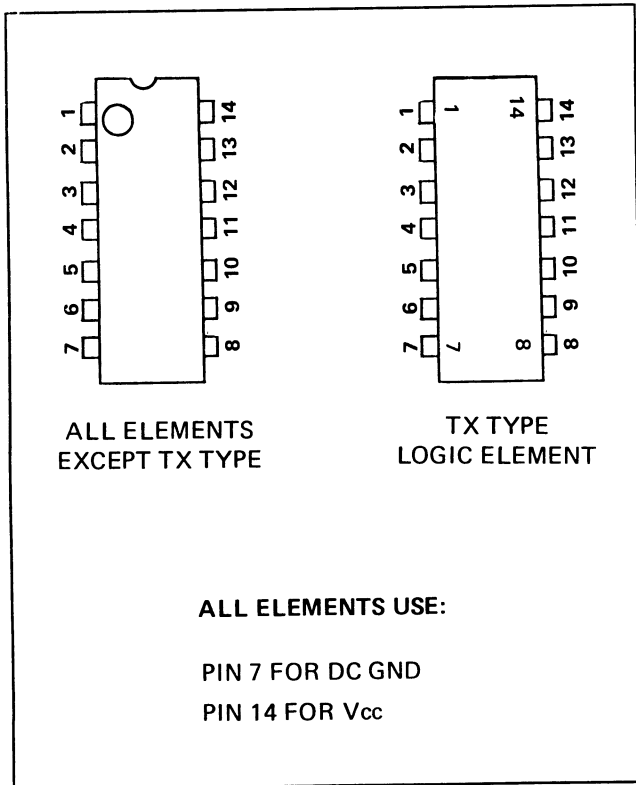 1 14
2 13
3 12
4 11
5 10
6 9
7 8
1 1 14 14
2 13
3 12
4 11
5 10
6 9
7 7 8 8
ALL ELEMENTS
EXCEPT TX TYPE
TX TYPE
LOGIC ELEMENT
ALL ELEMENTS USE:
PIN 7 FOR DC GND
PIN 14 FOR Vcc